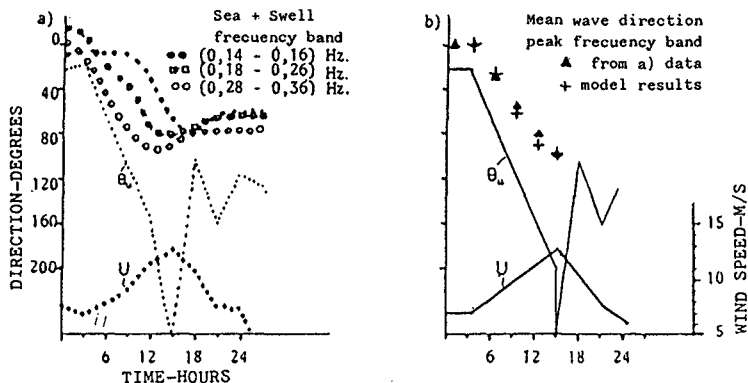 a)
Sea + Swell
frecuency band
(0,14 - 0,16) Hz.
(0,18 - 0,26) Hz.
(0,28 - 0,36) Hz.
DIRECTION-DEGREES
0
40
80
120
160
200
θu
U
6
12
18
24
TIME-HOURS
b)
Mean wave direction
peak frecuency band
from a) data
model results
θu
U
6
12
18
24
15
10
5
WIND SPEED-M/S